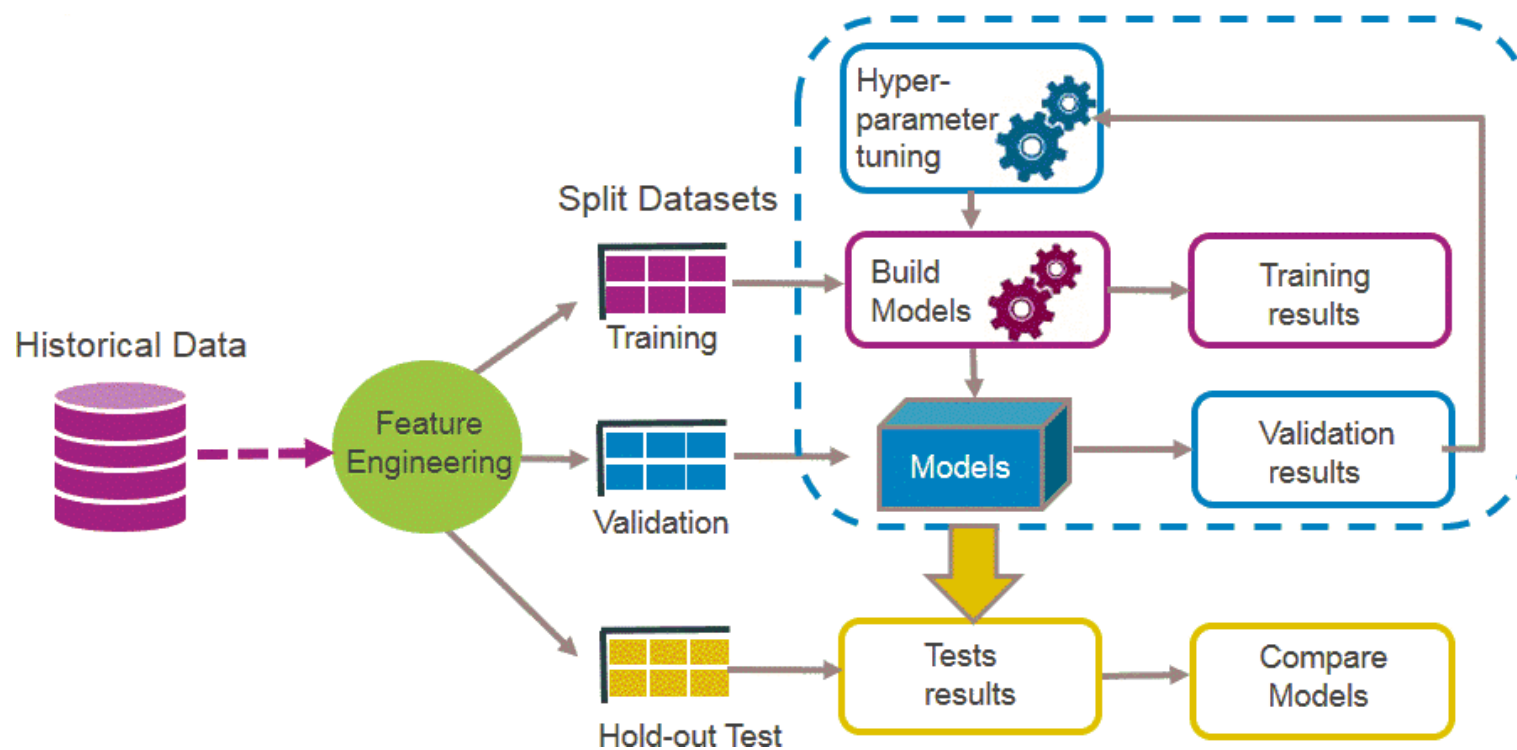 Hyper-
parameter
tuning
Split Datasets
Build
Models
Training
results
Training
Historical Data
Feature
Engineering
Models
Validation
results
Validation
Tests
results
Compare
Models
Hold-out Test